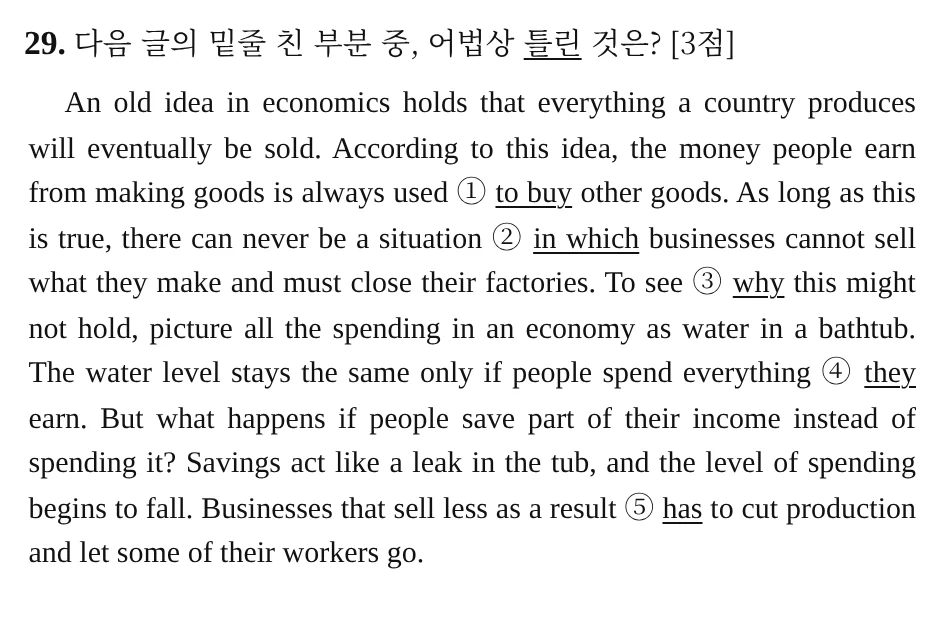 29. 다음 글의 밑줄 친 부분 중, 어법상 틀린 것은? [3점]
An old idea in economics holds that everything a country produces
will eventually be sold. According to this idea, the money people earn
from making goods is always used ① to buy other goods. As long as this
is true, there can never be a situation ② in which businesses cannot sell
what they make and must close their factories. To see ③ why this might
not hold, picture all the spending in an economy as water in a bathtub.
The water level stays the same only if people spend everything ④ they
earn. But what happens if people save part of their income instead of
spending it? Savings act like a leak in the tub, and the level of spending
begins to fall. Businesses that sell less as a result ⑤ has to cut production
and let some of their workers go.